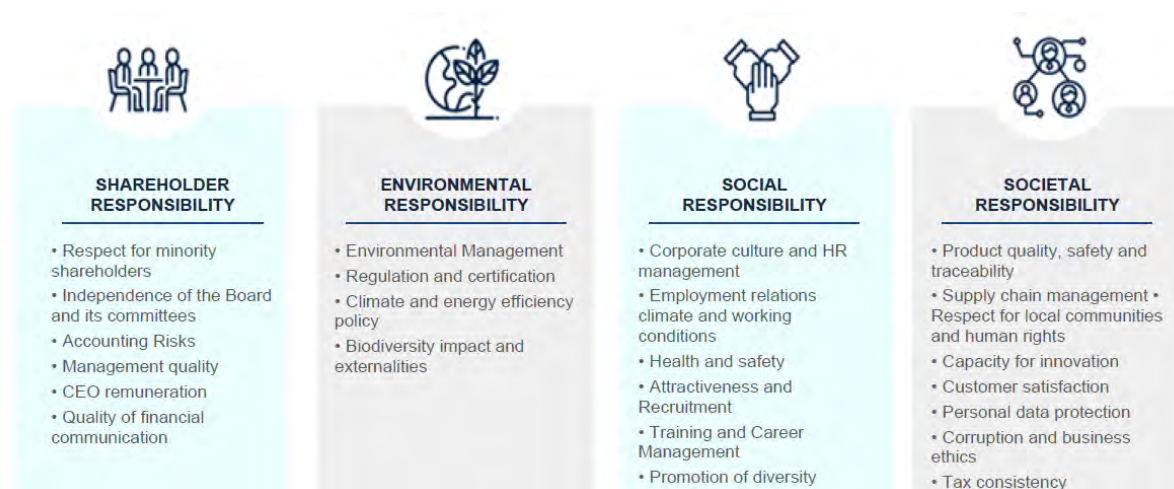 SHAREHOLDER
RESPONSIBILITY
• Respect for minority
shareholders
• Independence of the Board
and its committees
• Accounting Risks
• Management quality
• CEO remuneration
• Quality of financial
communication
ENVIRONMENTAL
RESPONSIBILITY
• Environmental Management
• Regulation and certification
• Climate and energy efficiency
policy
• Biodiversity impact and
externalities
SOCIAL
RESPONSIBILITY
• Corporate culture and HR
management
• Employment relations
climate and working
conditions
• Health and safety
• Attractiveness and
Recruitment
• Training and Career
Management
• Promotion of diversity
SOCIETAL
RESPONSIBILITY
• Product quality, safety and
traceability
• Supply chain management •
Respect for local communities
and human rights
• Capacity for innovation
• Customer satisfaction
• Personal data protection
• Corruption and business
ethics
• Tax consistency